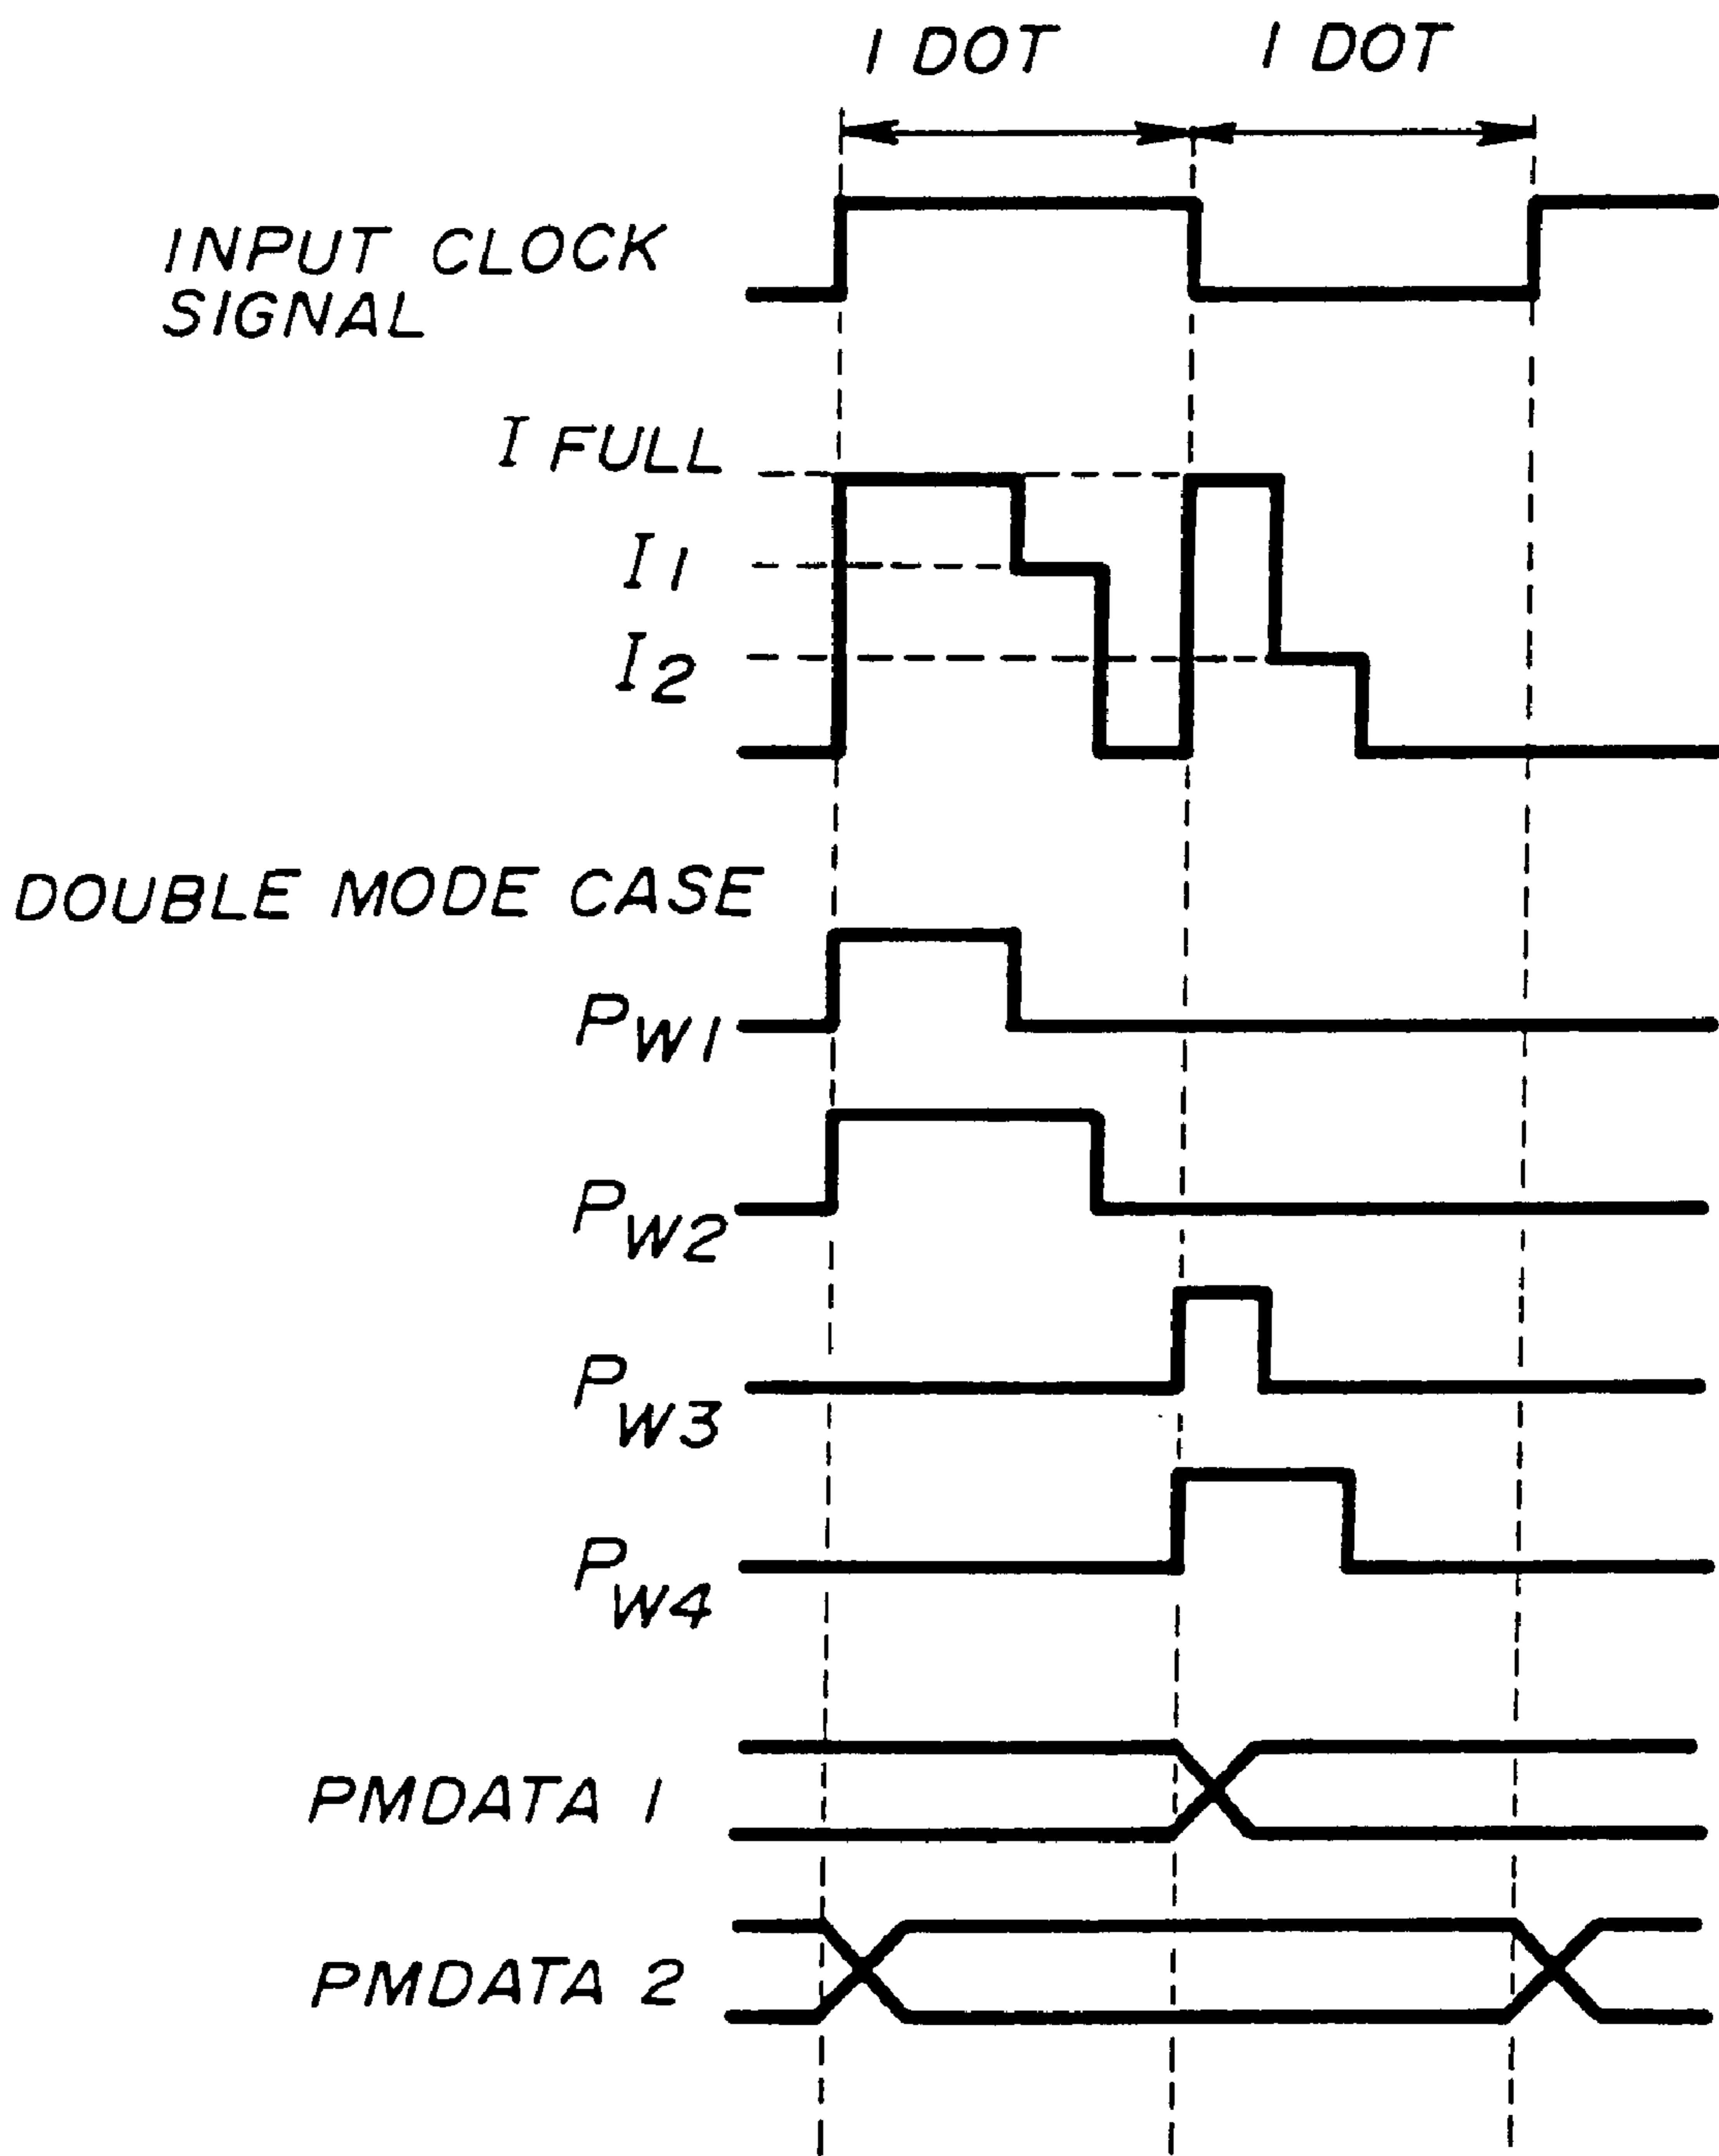 1 DOT 1 DOT
INPUT CLOCK
SIGNAL
I FULL
I1
I2
DOUBLE MODE CASE
PW1
PW2
PW3
PW4
PMDATA 1
PMDATA 2